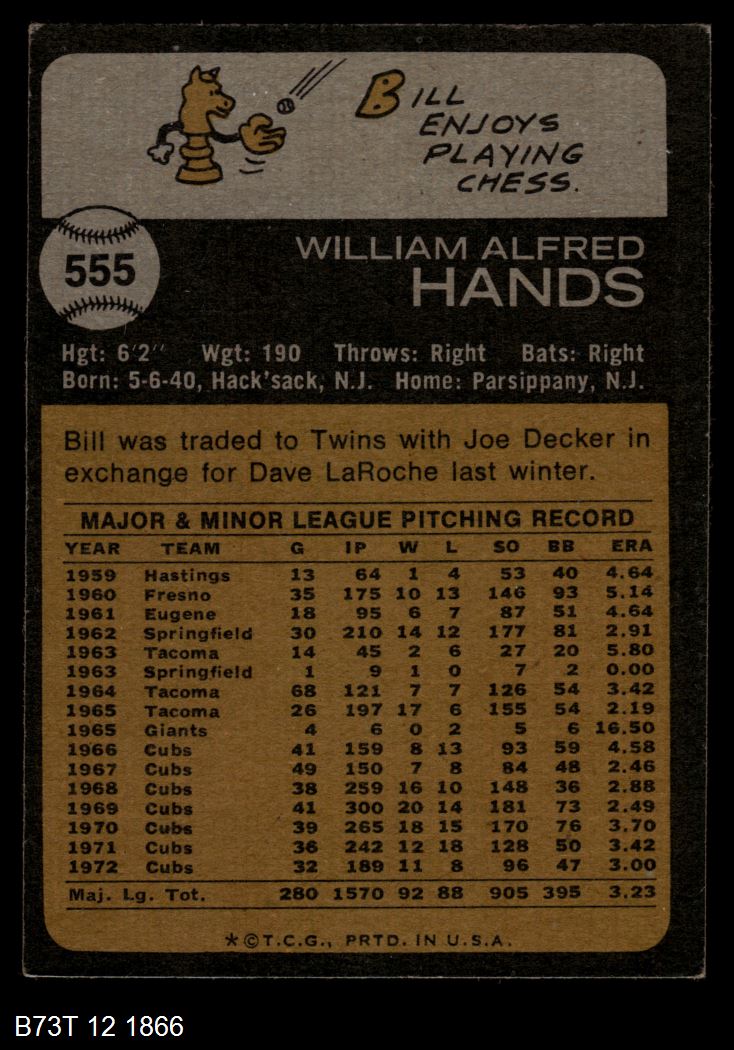 BILL
ENJOYS
PLAYING
CHESS.
555
WILLIAM ALFRED
HANDS
Hgt: 6'2" Wgt: 190 Throws: Right Bats: Right
Born: 5-6-40, Hack'sack, N.J. Home: Parsippany, N.J.
Bill was traded to Twins with Joe Decker in
exchange for Dave LaRoche last winter.
MAJOR & MINOR LEAGUE PITCHING RECORD
YEAR TEAM G IP W L SO BB ERA
1959 Hastings 13 64 1 4 53 40 4.64
1960 Fresno 35 175 10 13 146 93 5.14
1961 Eugene 18 95 6 7 87 51 4.64
1962 Springfield 30 210 14 12 177 81 2.91
1963 Tacoma 14 45 2 6 27 20 5.80
1963 Springfield 1 9 1 0 7 2 0.00
1964 Tacoma 68 121 7 7 126 54 3.42
1965 Tacoma 26 197 17 6 155 54 2.19
1965 Giants 4 6 0 2 5 6 16.50
1966 Cubs 41 159 8 13 93 59 4.58
1967 Cubs 49 150 7 8 84 48 2.46
1968 Cubs 38 259 16 10 148 36 2.88
1969 Cubs 41 300 20 14 181 73 2.49
1970 Cubs 39 265 18 15 170 76 3.70
1971 Cubs 36 242 12 18 128 50 3.42
1972 Cubs 32 189 11 8 96 47 3.00
Maj. Lg. Tot. 280 1570 92 88 905 395 3.23
*©T.C.G., PRTD. IN U.S.A.
B73T 12 1866